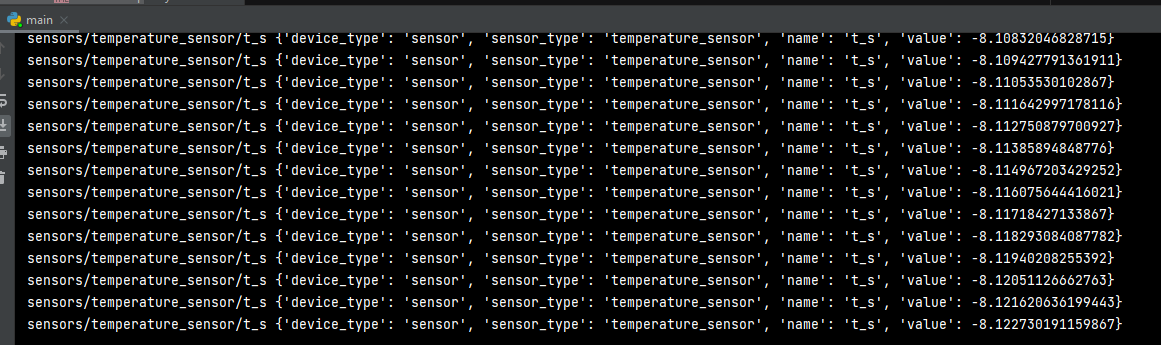 main
sensors/temperature_sensor/t_s {'device_type': 'sensor', 'sensor_type': 'temperature_sensor', 'name': 't_s', 'value': -8.10832046828715}
sensors/temperature_sensor/t_s {'device_type': 'sensor', 'sensor_type': 'temperature_sensor', 'name': 't_s', 'value': -8.109427791361911}
sensors/temperature_sensor/t_s {'device_type': 'sensor', 'sensor_type': 'temperature_sensor', 'name': 't_s', 'value': -8.11053530102867}
sensors/temperature_sensor/t_s {'device_type': 'sensor', 'sensor_type': 'temperature_sensor', 'name': 't_s', 'value': -8.111642997178116}
sensors/temperature_sensor/t_s {'device_type': 'sensor', 'sensor_type': 'temperature_sensor', 'name': 't_s', 'value': -8.112750879700927}
sensors/temperature_sensor/t_s {'device_type': 'sensor', 'sensor_type': 'temperature_sensor', 'name': 't_s', 'value': -8.11385894848776}
sensors/temperature_sensor/t_s {'device_type': 'sensor', 'sensor_type': 'temperature_sensor', 'name': 't_s', 'value': -8.114967203429252}
sensors/temperature_sensor/t_s {'device_type': 'sensor', 'sensor_type': 'temperature_sensor', 'name': 't_s', 'value': -8.116075644416021}
sensors/temperature_sensor/t_s {'device_type': 'sensor', 'sensor_type': 'temperature_sensor', 'name': 't_s', 'value': -8.11718427133867}
sensors/temperature_sensor/t_s {'device_type': 'sensor', 'sensor_type': 'temperature_sensor', 'name': 't_s', 'value': -8.118293084087782}
sensors/temperature_sensor/t_s {'device_type': 'sensor', 'sensor_type': 'temperature_sensor', 'name': 't_s', 'value': -8.11940208255392}
sensors/temperature_sensor/t_s {'device_type': 'sensor', 'sensor_type': 'temperature_sensor', 'name': 't_s', 'value': -8.12051126662763}
sensors/temperature_sensor/t_s {'device_type': 'sensor', 'sensor_type': 'temperature_sensor', 'name': 't_s', 'value': -8.121620636199443}
sensors/temperature_sensor/t_s {'device_type': 'sensor', 'sensor_type': 'temperature_sensor', 'name': 't_s', 'value': -8.122730191159867}